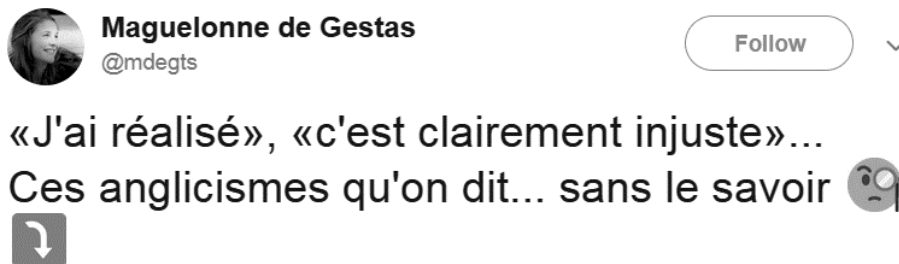 Maguelonne de Gestas
@mdegts
Follow
«J'ai réalisé», «c'est clairement injuste»...
Ces anglicismes qu'on dit... sans le savoir 🧐
⤵